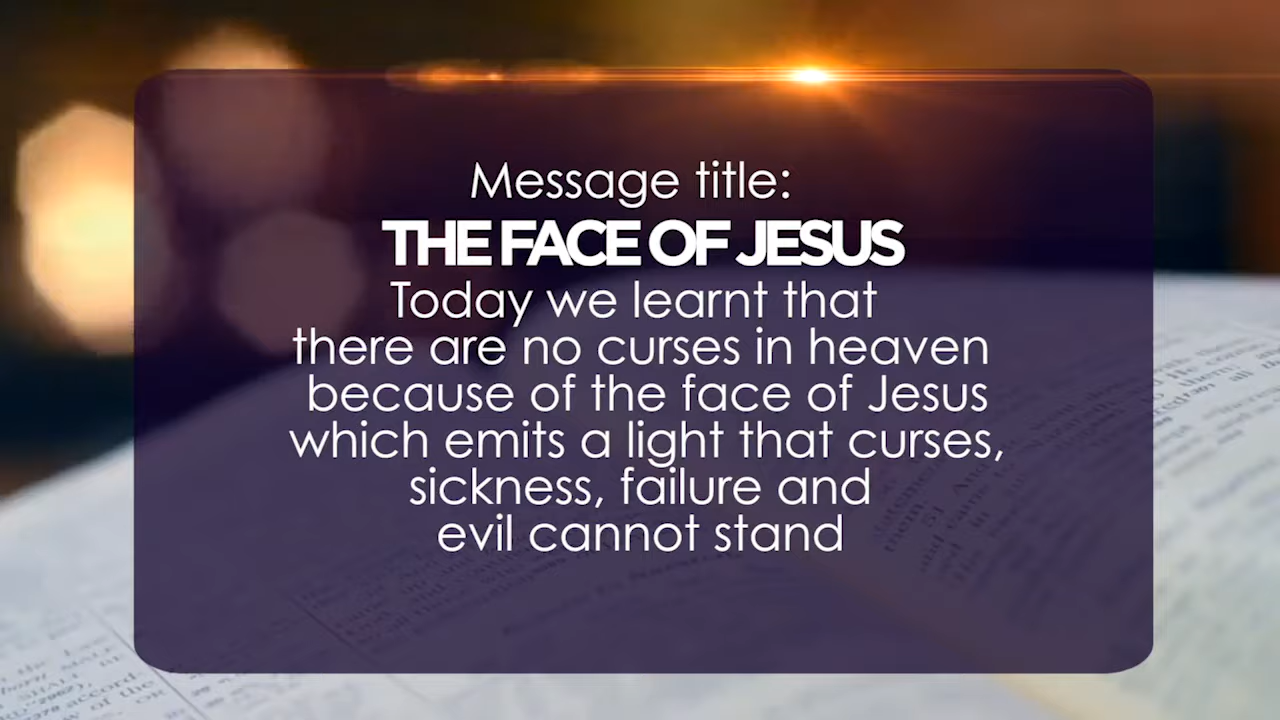 Message title:
THE FACE OF JESUS
Today we learnt that
there are no curses in heaven
because of the face of Jesus
which emits a light that curses,
sickness, failure and
evil cannot stand